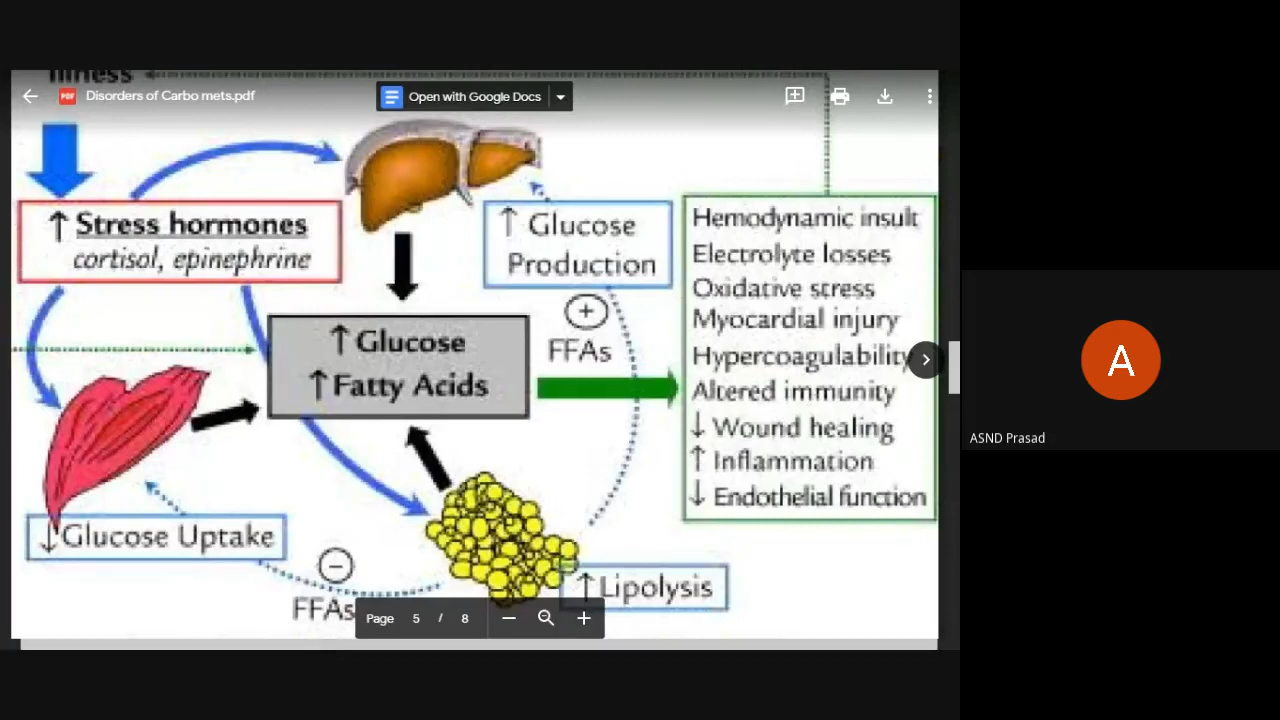 Illness
Disorders of Carbo mets.pdf
Open with Google Docs
↑ Stress hormones
cortisol, epinephrine
↑ Glucose
Production
+
FFAs
↑ Glucose
↑ Fatty Acids
Hemodynamic insult
Electrolyte losses
Oxidative stress
Myocardial injury
Hypercoagulability
Altered immunity
↓ Wound healing
↑ Inflammation
↓ Endothelial function
↓ Glucose Uptake
−
FFAs
↑ Lipolysis
Page 5 / 8
A
ASND Prasad